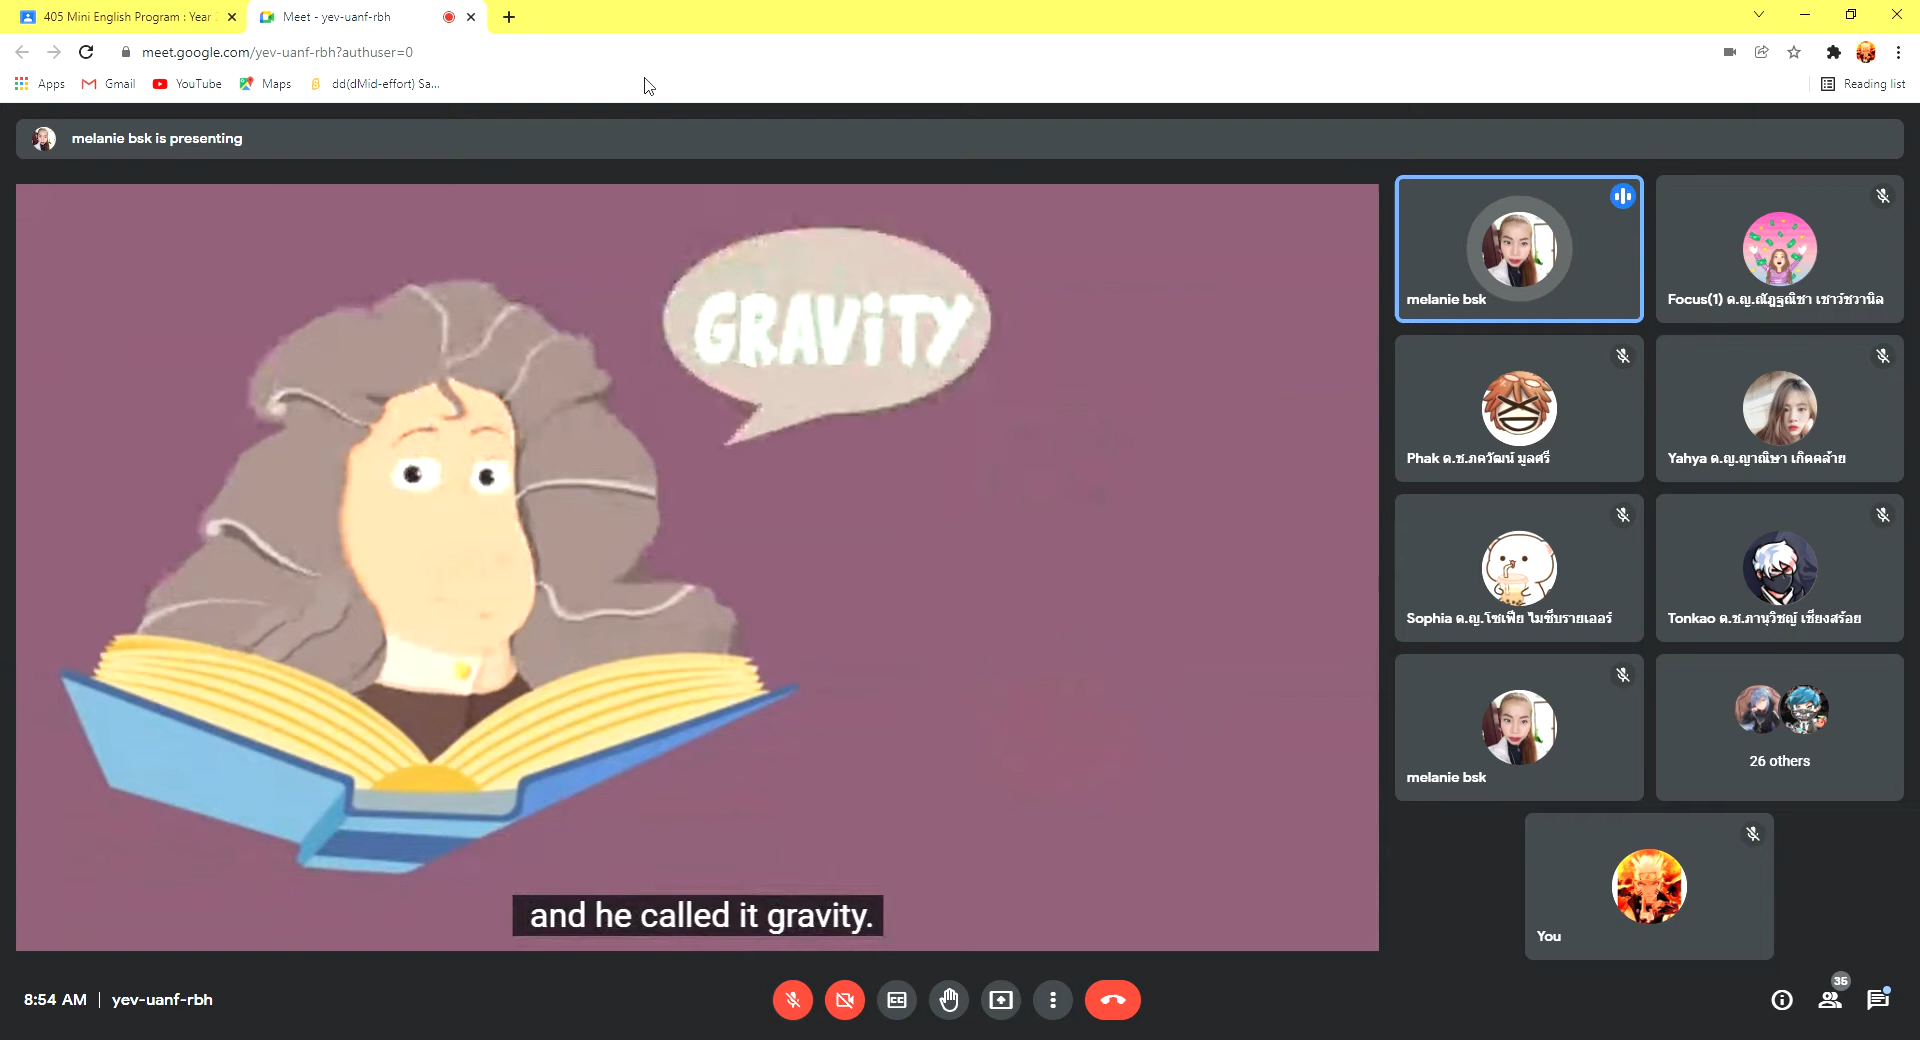 405 Mini English Program : Year
Meet - yev-uanf-rbh
meet.google.com/yev-uanf-rbh?authuser=0
Apps
Gmail
YouTube
Maps
dd(dMid-effort) Sa...
Reading list
melanie bsk is presenting
GRAViTY
and he called it gravity.
melanie bsk
Focus(1) ด.ญ.ณัฏฐณิชา เชาว์ชวานิล
Phak ด.ช.ภควัฒน์ มูลศรี
Yahya ด.ญ.ญาณิษา เกิดคล้าย
Sophia ด.ญ.โซเฟีย ไมซ็บรายเออร์
Tonkao ด.ช.ภานุวิชญ์ เชียงสร้อย
melanie bsk
26 others
You
8:54 AM | yev-uanf-rbh
35